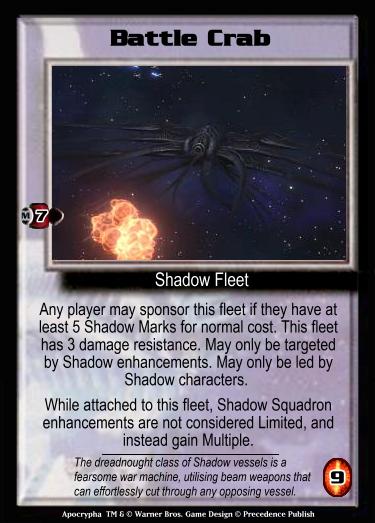 Battle Crab
M 7
Shadow Fleet
Any player may sponsor this fleet if they have at
least 5 Shadow Marks for normal cost. This fleet
has 3 damage resistance. May only be targeted
by Shadow enhancements. May only be led by
Shadow characters.
While attached to this fleet, Shadow Squadron
enhancements are not considered Limited, and
instead gain Multiple.
The dreadnought class of Shadow vessels is a
fearsome war machine, utilising beam weapons that
can effortlessly cut through any opposing vessel.
9
Apocrypha TM & © Warner Bros. Game Design © Precedence Publish